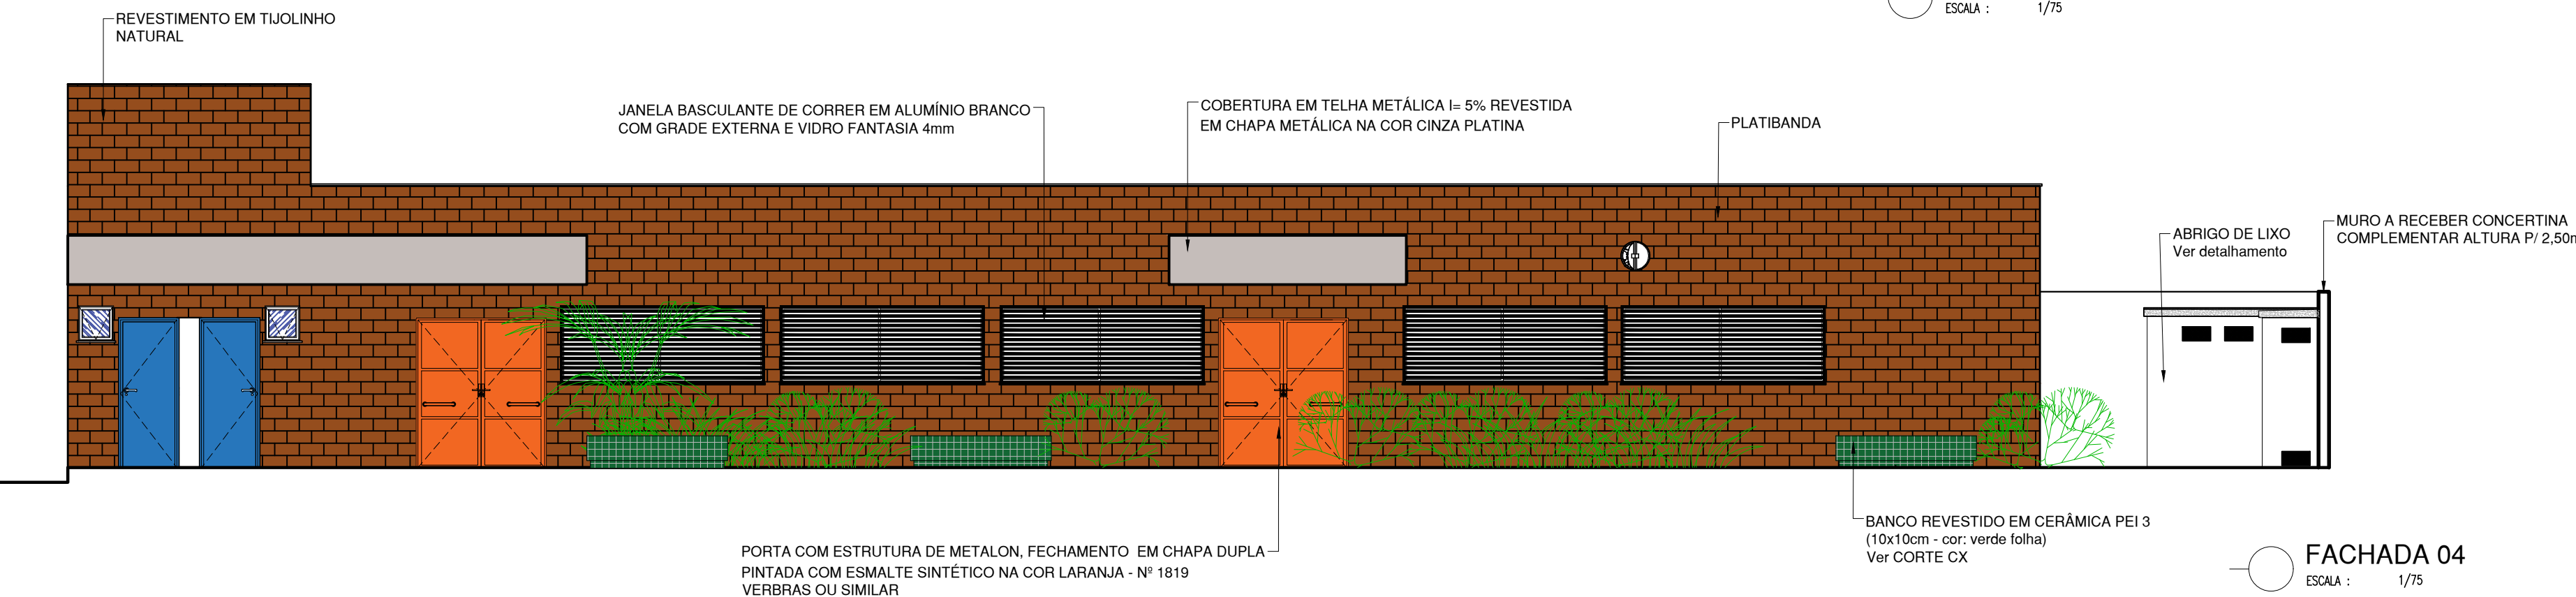 ESCALA : 1/75
REVESTIMENTO EM TIJOLINHO
NATURAL
JANELA BASCULANTE DE CORRER EM ALUMÍNIO BRANCO
COM GRADE EXTERNA E VIDRO FANTASIA 4mm
COBERTURA EM TELHA METÁLICA I= 5% REVESTIDA
EM CHAPA METÁLICA NA COR CINZA PLATINA
PLATIBANDA
ABRIGO DE LIXO
Ver detalhamento
MURO A RECEBER CONCERTINA
COMPLEMENTAR ALTURA P/ 2,50m
PORTA COM ESTRUTURA DE METALON, FECHAMENTO EM CHAPA DUPLA
PINTADA COM ESMALTE SINTÉTICO NA COR LARANJA - Nº 1819
VERBRAS OU SIMILAR
BANCO REVESTIDO EM CERÂMICA PEI 3
(10x10cm - cor: verde folha)
Ver CORTE CX
FACHADA 04
ESCALA : 1/75